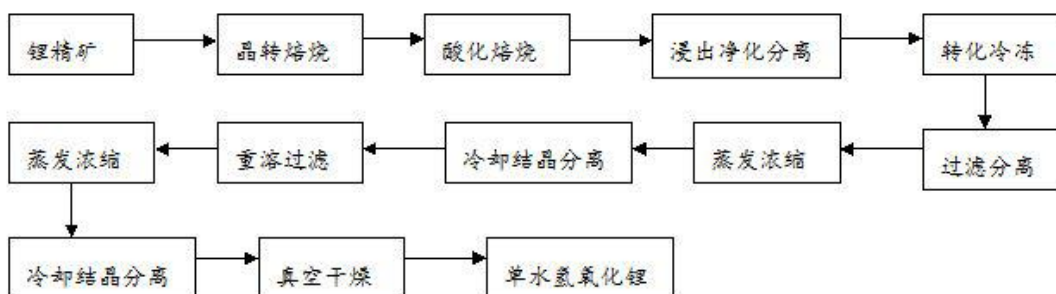 锂精矿
晶转焙烧
酸化焙烧
浸出净化分离
转化冷冻
过滤分离
蒸发浓缩
冷却结晶分离
重溶过滤
蒸发浓缩
冷却结晶分离
真空干燥
单水氢氧化锂